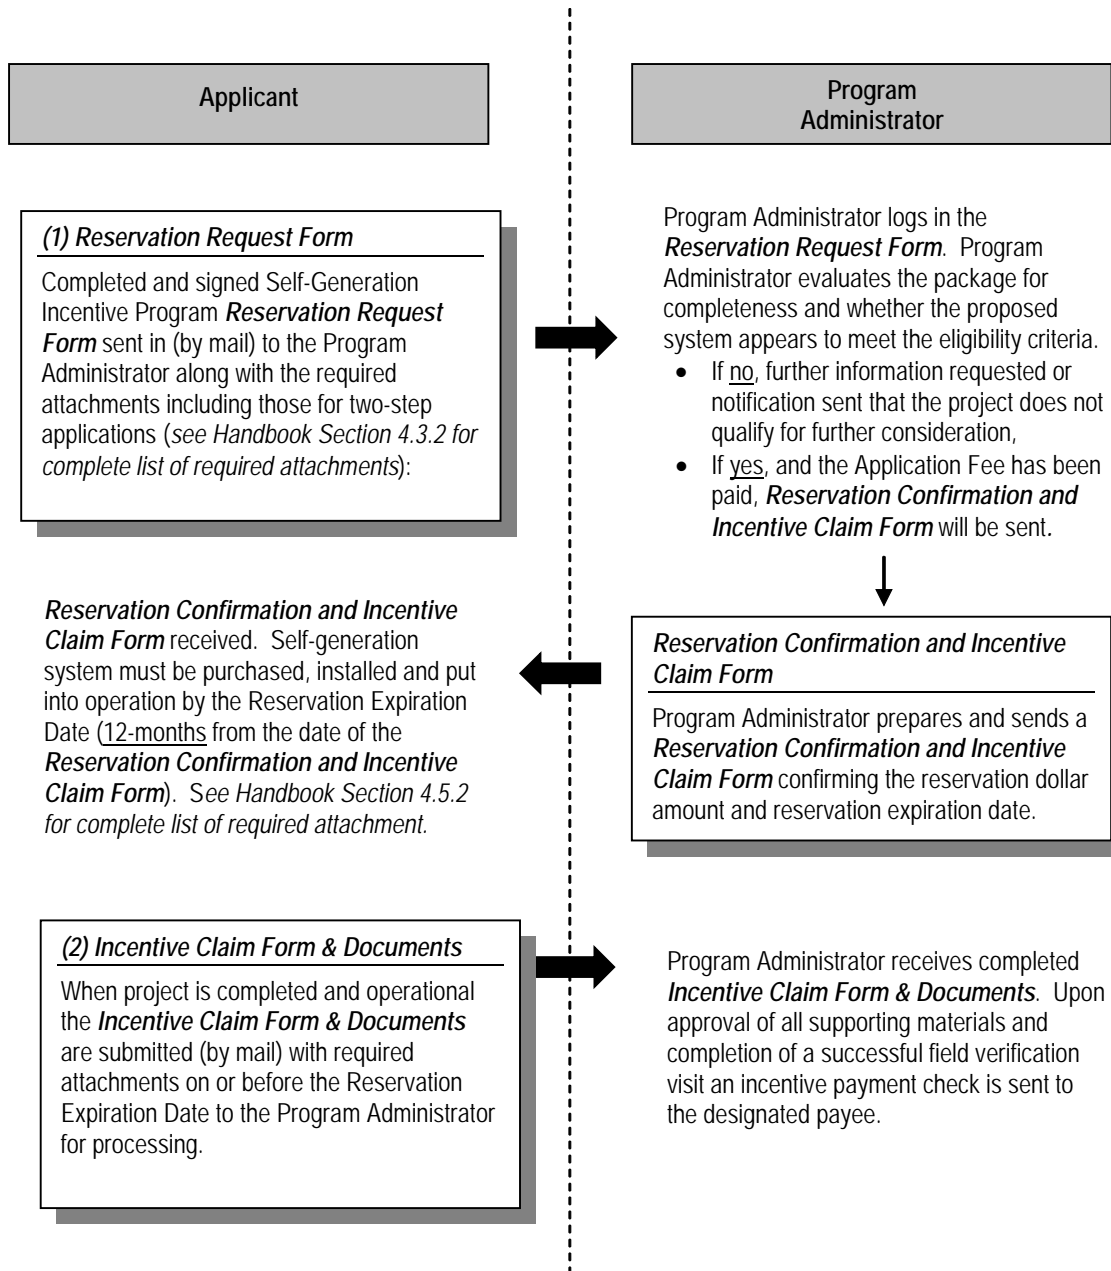 Applicant
Program
Administrator
(1) Reservation Request Form
Completed and signed Self-Generation
Incentive Program Reservation Request
Form sent in (by mail) to the Program
Administrator along with the required
attachments including those for two-step
applications (see Handbook Section 4.3.2 for
complete list of required attachments):
Program Administrator logs in the
Reservation Request Form.  Program
Administrator evaluates the package for
completeness and whether the proposed
system appears to meet the eligibility criteria.
• If no, further information requested or
notification sent that the project does not
qualify for further consideration,
• If yes, and the Application Fee has been
paid, Reservation Confirmation and
Incentive Claim Form will be sent.
Reservation Confirmation and Incentive
Claim Form
Program Administrator prepares and sends a
Reservation Confirmation and Incentive
Claim Form confirming the reservation dollar
amount and reservation expiration date.
Reservation Confirmation and Incentive
Claim Form received.  Self-generation
system must be purchased, installed and put
into operation by the Reservation Expiration
Date (12-months from the date of the
Reservation Confirmation and Incentive
Claim Form).  See Handbook Section 4.5.2
for complete list of required attachment.
(2) Incentive Claim Form & Documents
When project is completed and operational
the Incentive Claim Form & Documents
are submitted (by mail) with required
attachments on or before the Reservation
Expiration Date to the Program Administrator
for processing.
Program Administrator receives completed
Incentive Claim Form & Documents.  Upon
approval of all supporting materials and
completion of a successful field verification
visit an incentive payment check is sent to
the designated payee.